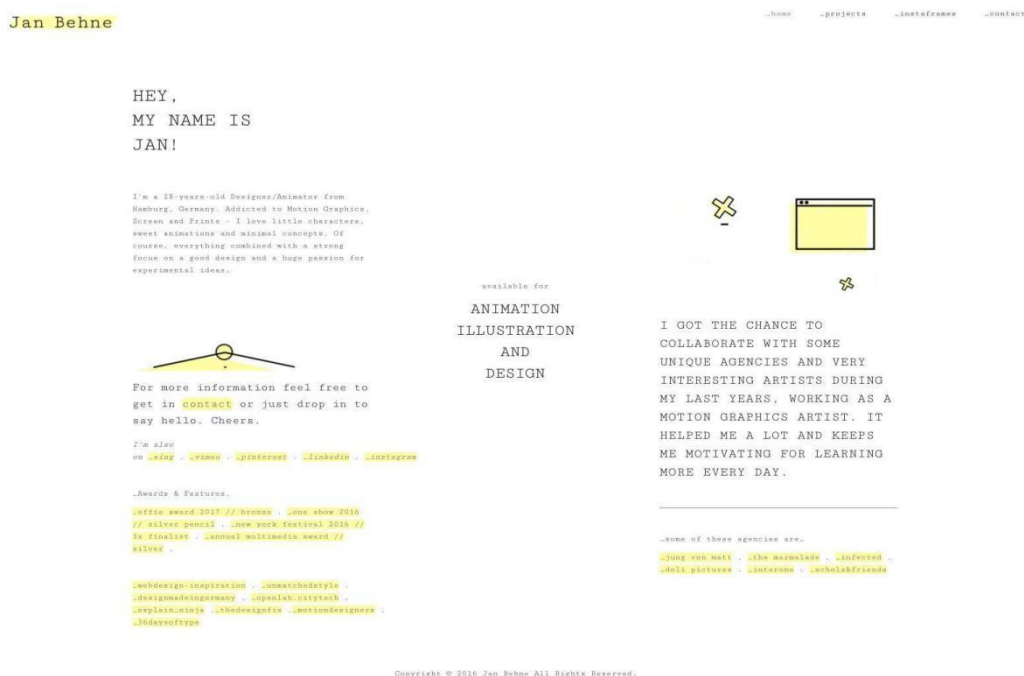 Jan Behne
_home _projects _instaframes _contact
HEY,
MY NAME IS
JAN!
I'm a 28-years-old Designer/Animator from
Hamburg, Germany. Addicted to Motion Graphics,
Screen and Prints - I love little characters,
sweet animations and minimal concepts. Of
course, everything combined with a strong
focus on a good design and a huge passion for
experimental ideas.
For more information feel free to
get in contact or just drop in to
say hello. Cheers.
I'm also
on _xing . _vimeo . _pinterest . _linkedin . _instagram
_Awards & Features.
_effie award 2017 // bronze . _one show 2016
// silver pencil . _new york festival 2016 //
3x finalist . _annual multimedia award //
silver .
_webdesign-inspiration . _unmatchedstyle .
_designmadeingermany . _openlab.citytech .
_explain.ninja ._thedesignfix ._motiondesigners .
_36daysoftype
available for
ANIMATION
ILLUSTRATION
AND
DESIGN
I GOT THE CHANCE TO
COLLABORATE WITH SOME
UNIQUE AGENCIES AND VERY
INTERESTING ARTISTS DURING
MY LAST YEARS, WORKING AS A
MOTION GRAPHICS ARTIST. IT
HELPED ME A LOT AND KEEPS
ME MOTIVATING FOR LEARNING
MORE EVERY DAY.
_some of these agencies are_
_jung von matt . _the marmalade . _infected .
_deli pictures . _interone . _scholz&friends
Copyright © 2016 Jan Behne All Rights Reserved.